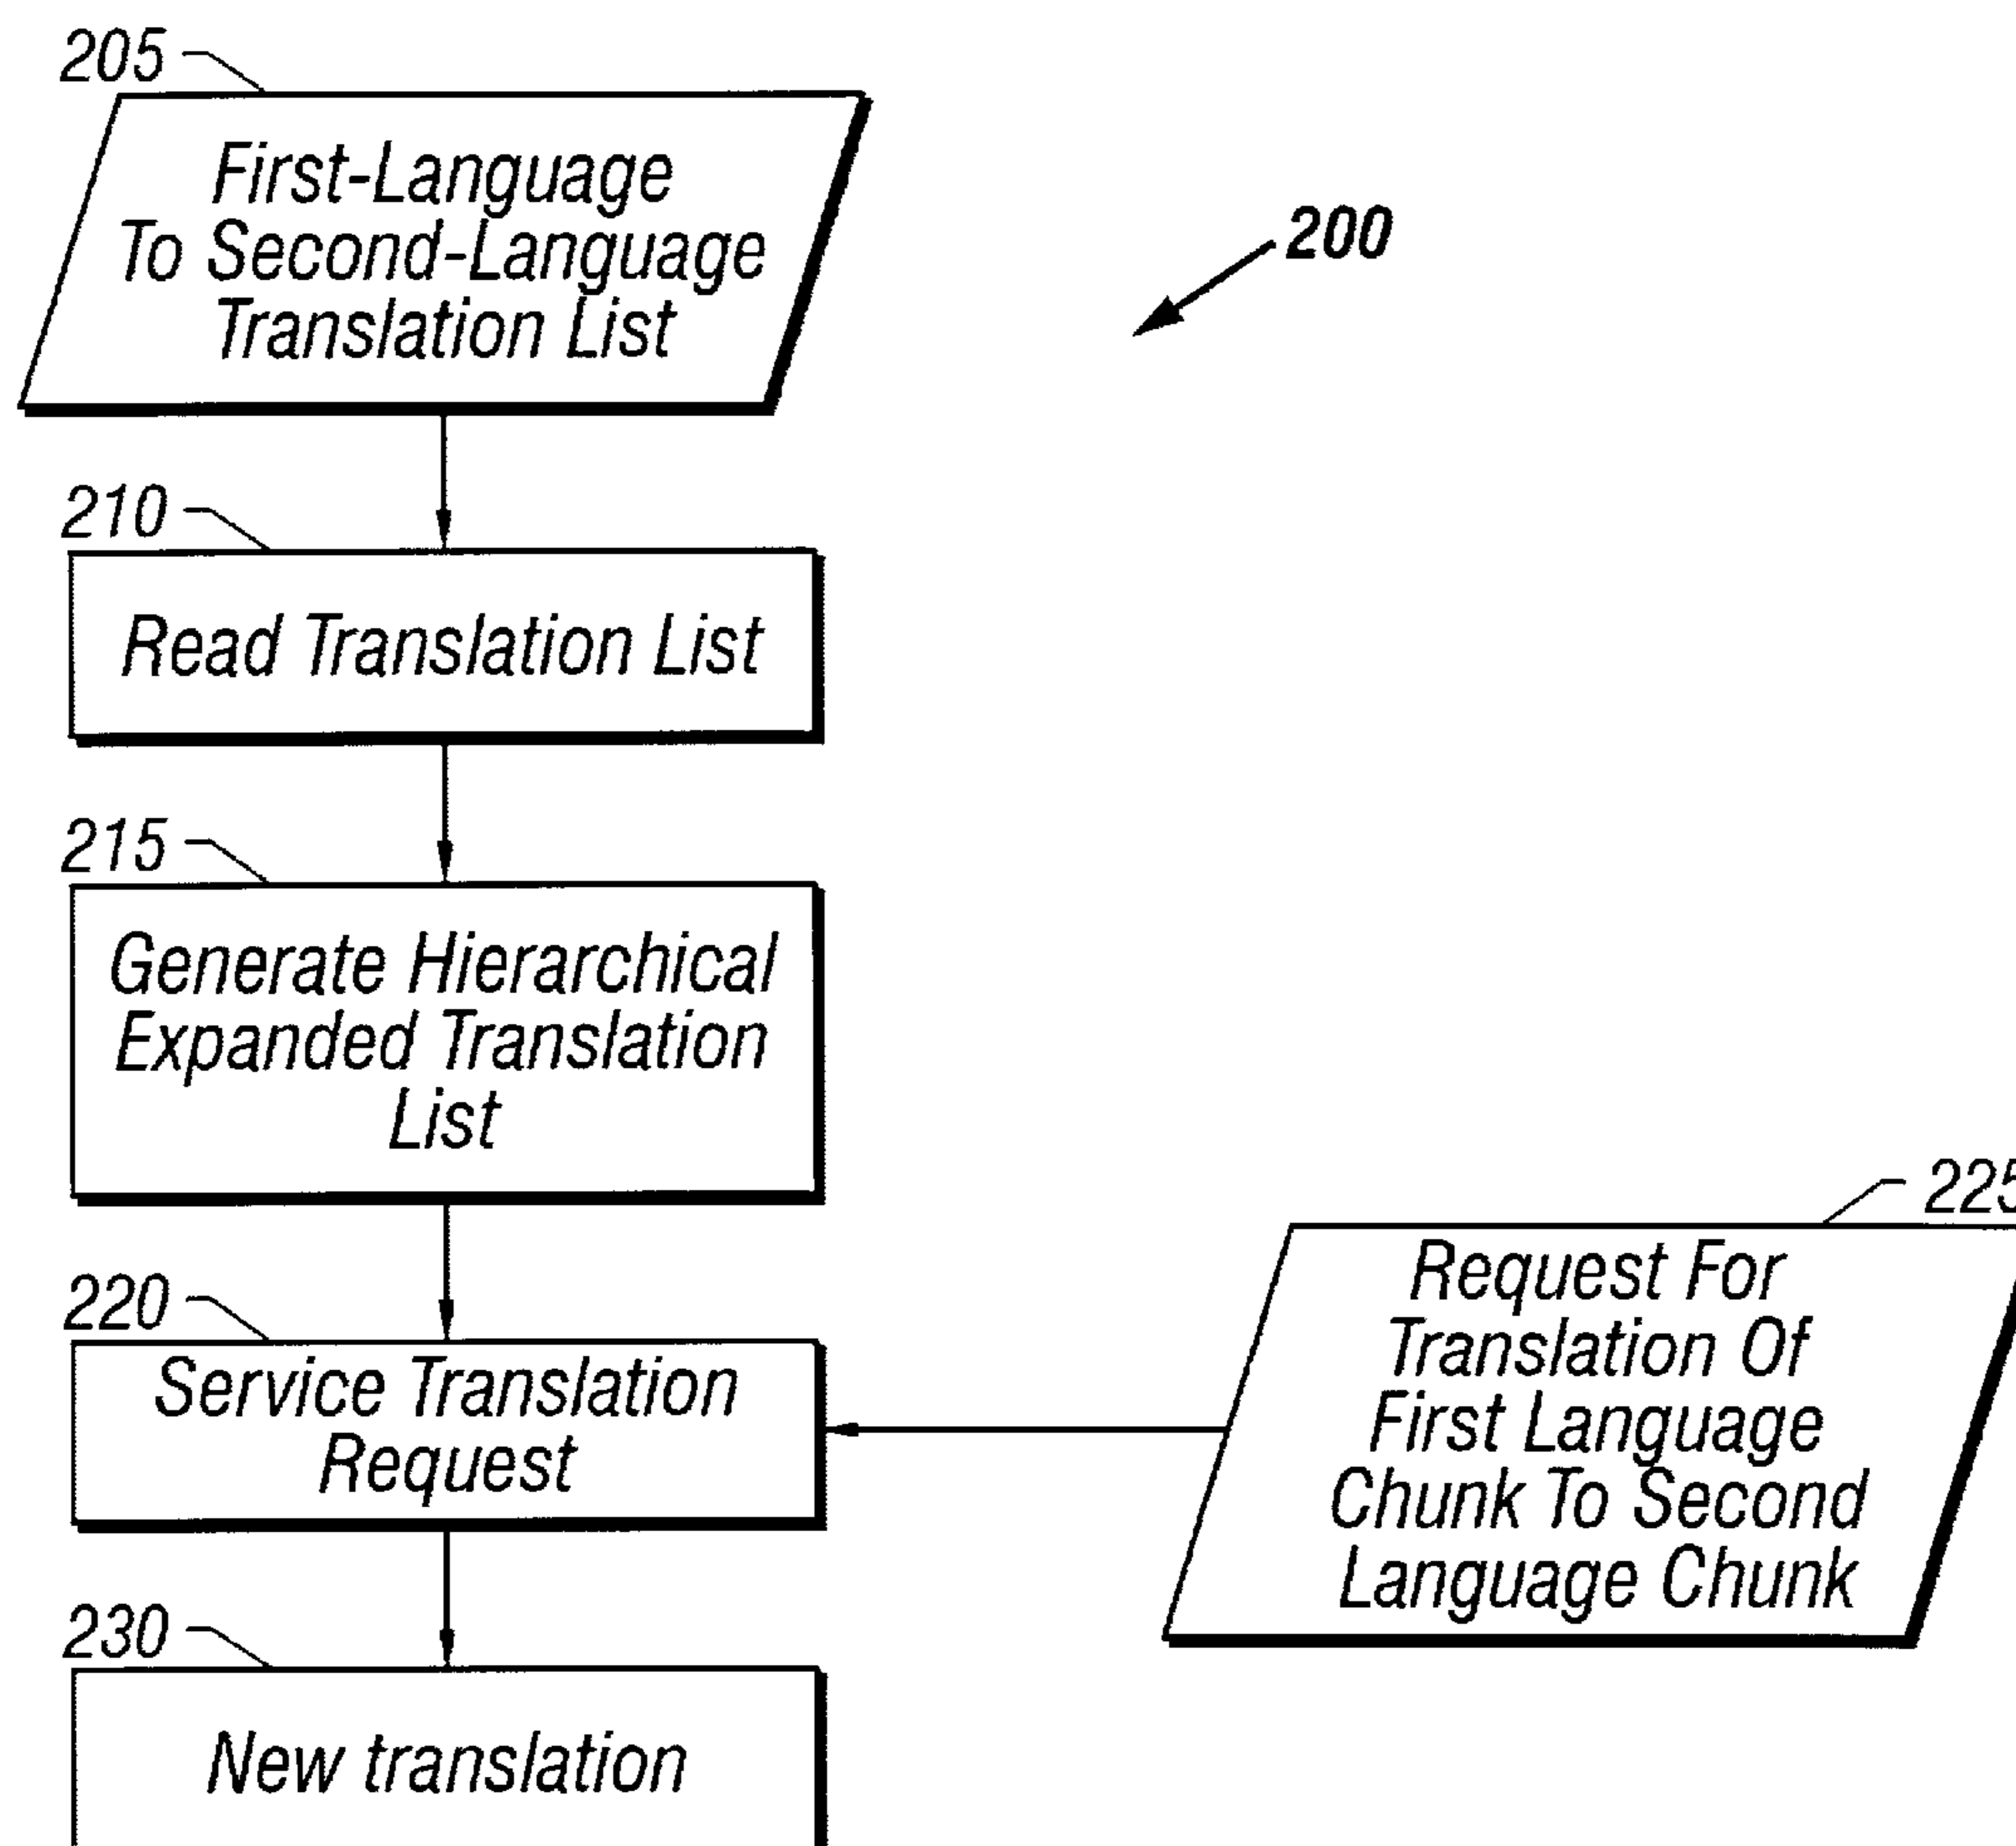 205
First-Language
To Second-Language
Translation List
200
210
Read Translation List
215
Generate Hierarchical
Expanded Translation
List
220
Service Translation
Request
225
Request For
Translation Of
First Language
Chunk To Second
Language Chunk
230
New translation